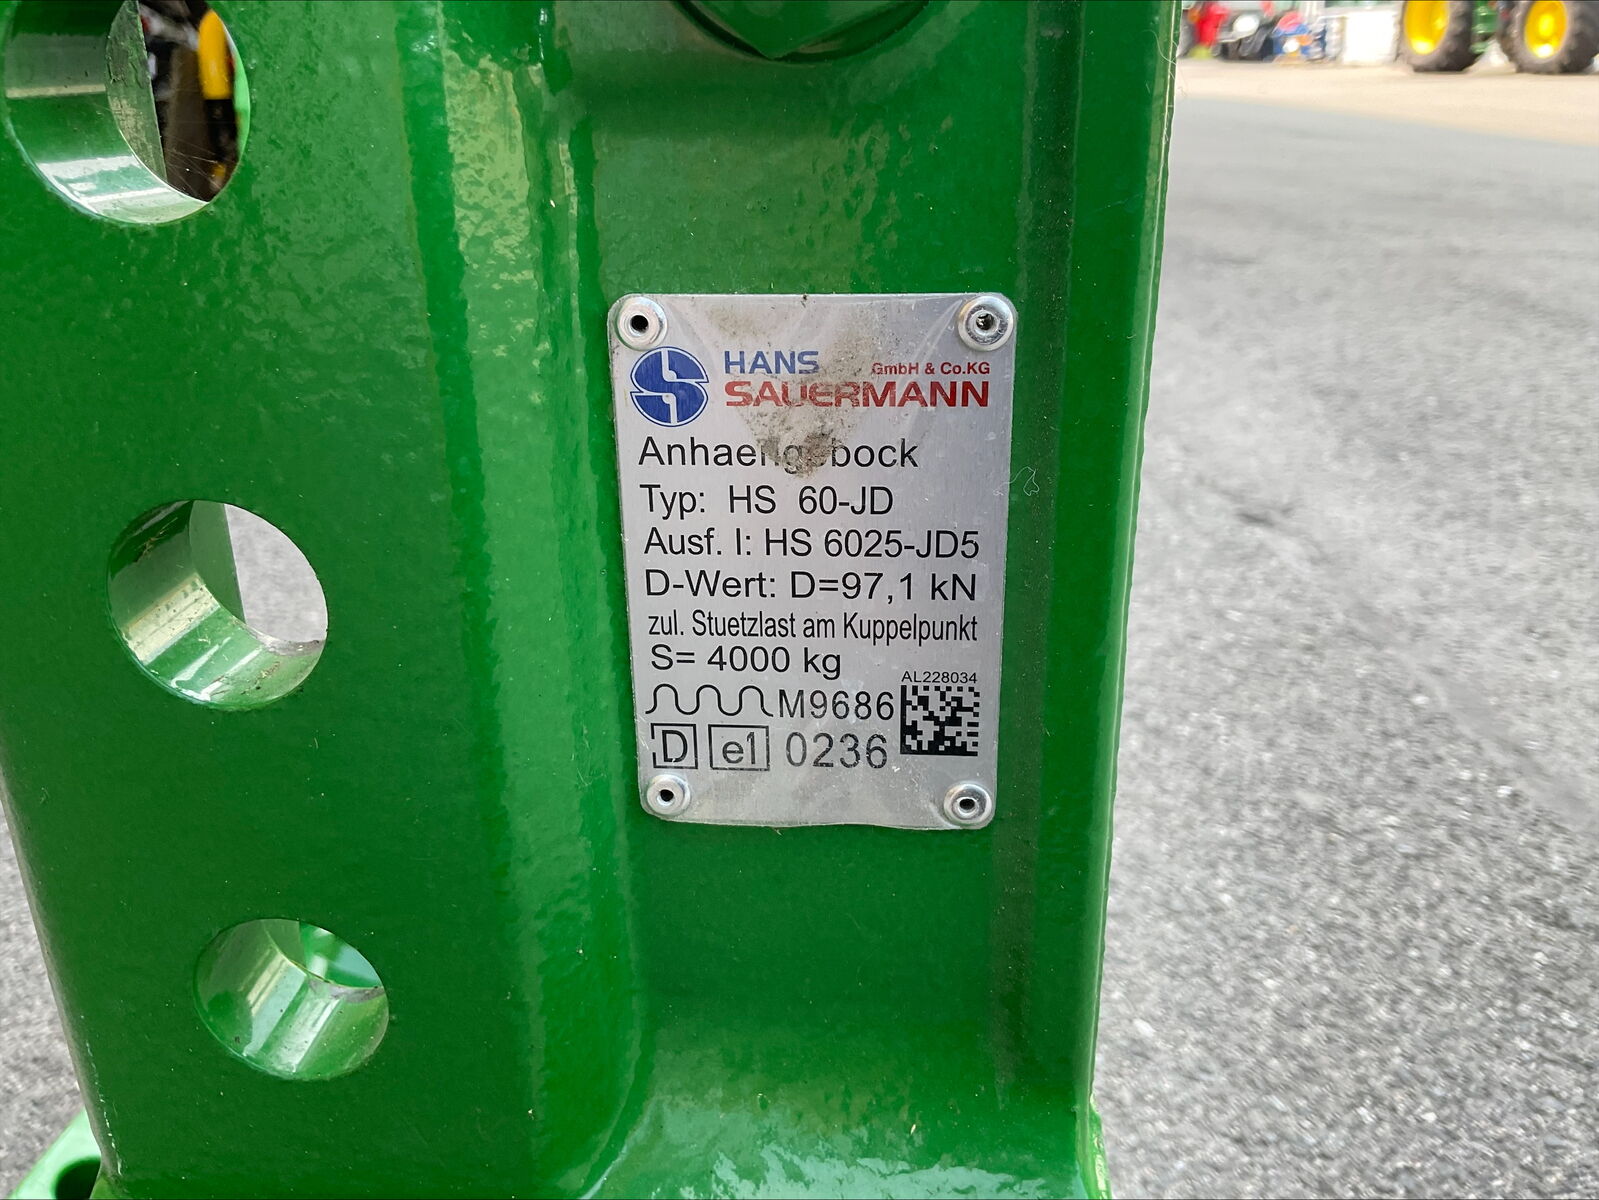 HANS GmbH & Co.KG
SAUERMANN
Anhaengebock
Typ: HS 60-JD
Ausf. I: HS 6025-JD5
D-Wert: D=97,1 kN
zul. Stuetzlast am Kuppelpunkt
S= 4000 kg
AL228034
M9686
D e1 0236